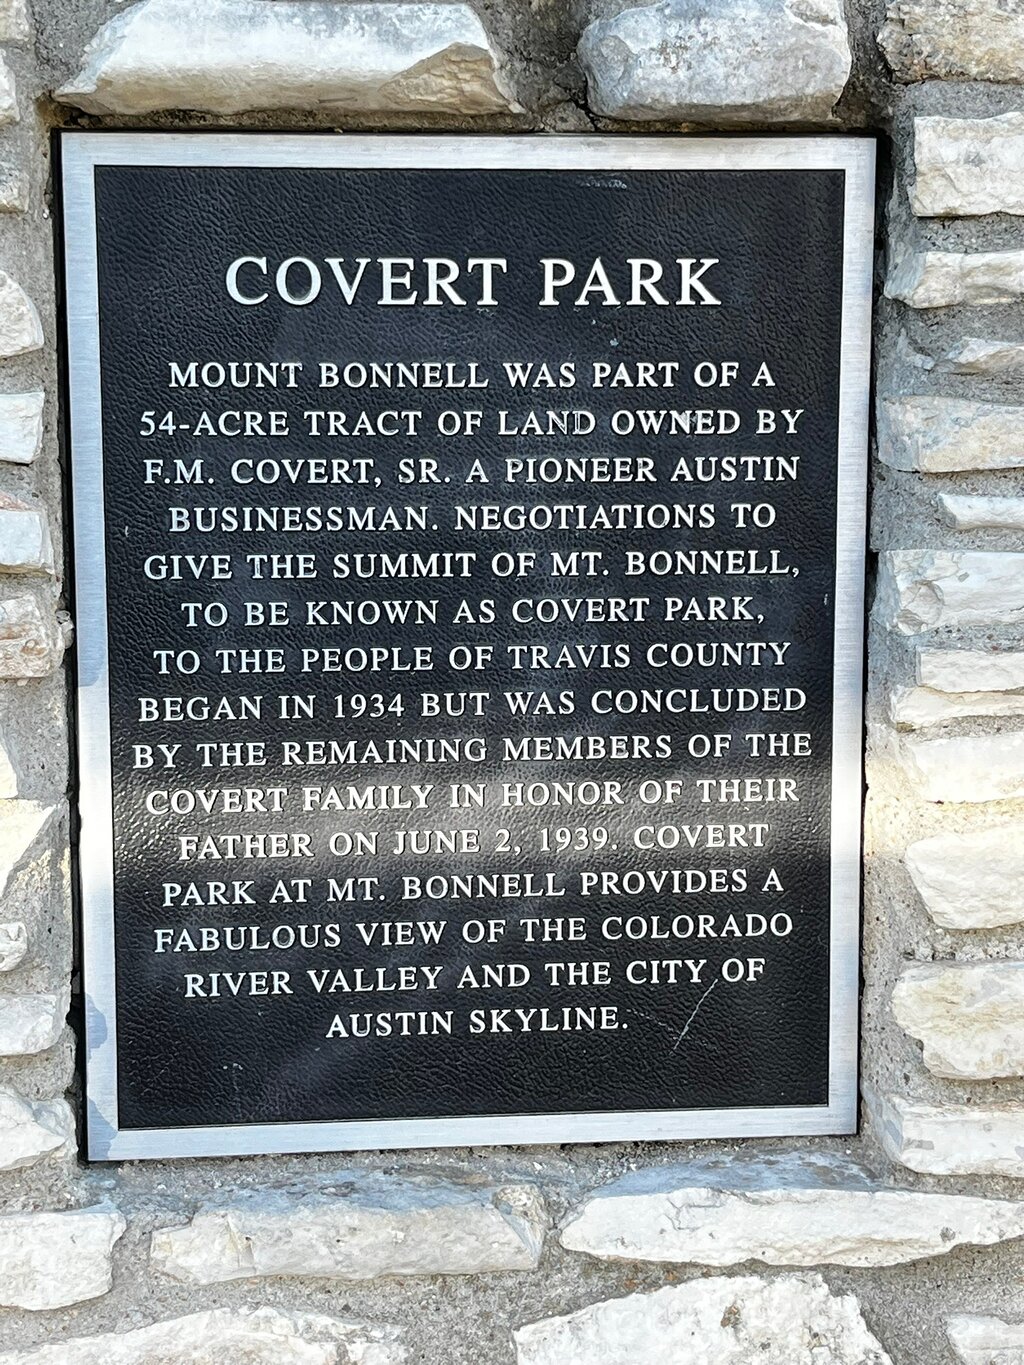 COVERT PARK
MOUNT BONNELL WAS PART OF A
54-ACRE TRACT OF LAND OWNED BY
F.M. COVERT, SR. A PIONEER AUSTIN
BUSINESSMAN. NEGOTIATIONS TO
GIVE THE SUMMIT OF MT. BONNELL,
TO BE KNOWN AS COVERT PARK,
TO THE PEOPLE OF TRAVIS COUNTY
BEGAN IN 1934 BUT WAS CONCLUDED
BY THE REMAINING MEMBERS OF THE
COVERT FAMILY IN HONOR OF THEIR
FATHER ON JUNE 2, 1939. COVERT
PARK AT MT. BONNELL PROVIDES A
FABULOUS VIEW OF THE COLORADO
RIVER VALLEY AND THE CITY OF
AUSTIN SKYLINE.